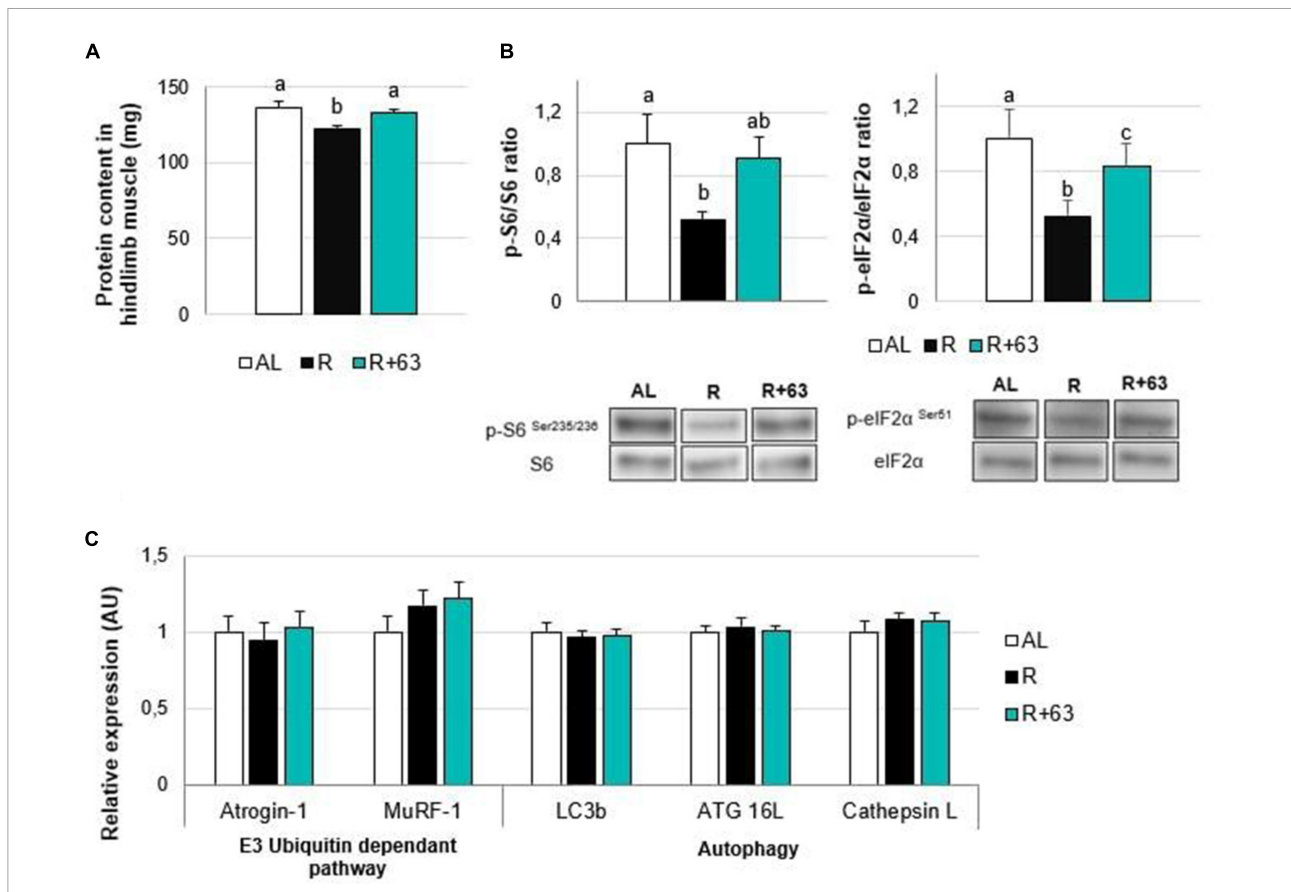 A
Protein content in
hindlimb muscle (mg)
150
100
50
0
a
b
a
AL R R+63
B
p-S6/S6 ratio
1,2
0,8
0,4
0
a
b
ab
p-eIF2α/eIF2α ratio
1,2
0,8
0,4
0
a
b
c
AL R R+63
AL R R+63
p-S6 Ser235/236
S6
AL R R+63
p-eIF2α Ser51
eIF2α
C
Relative expression (AU)
1,5
1
0,5
0
Atrogin-1 MuRF-1 LC3b ATG 16L Cathepsin L
E3 Ubiquitin dependant
pathway
Autophagy
AL
R
R+63